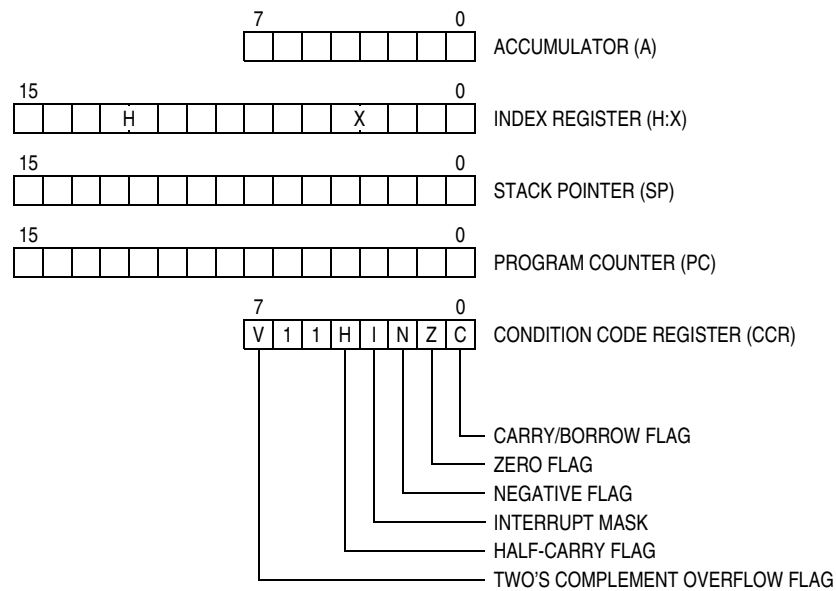 7 0
ACCUMULATOR (A)
15 0
H X INDEX REGISTER (H:X)
15 0
STACK POINTER (SP)
15 0
PROGRAM COUNTER (PC)
7 0
V 1 1 H I N Z C CONDITION CODE REGISTER (CCR)
CARRY/BORROW FLAG
ZERO FLAG
NEGATIVE FLAG
INTERRUPT MASK
HALF-CARRY FLAG
TWO'S COMPLEMENT OVERFLOW FLAG